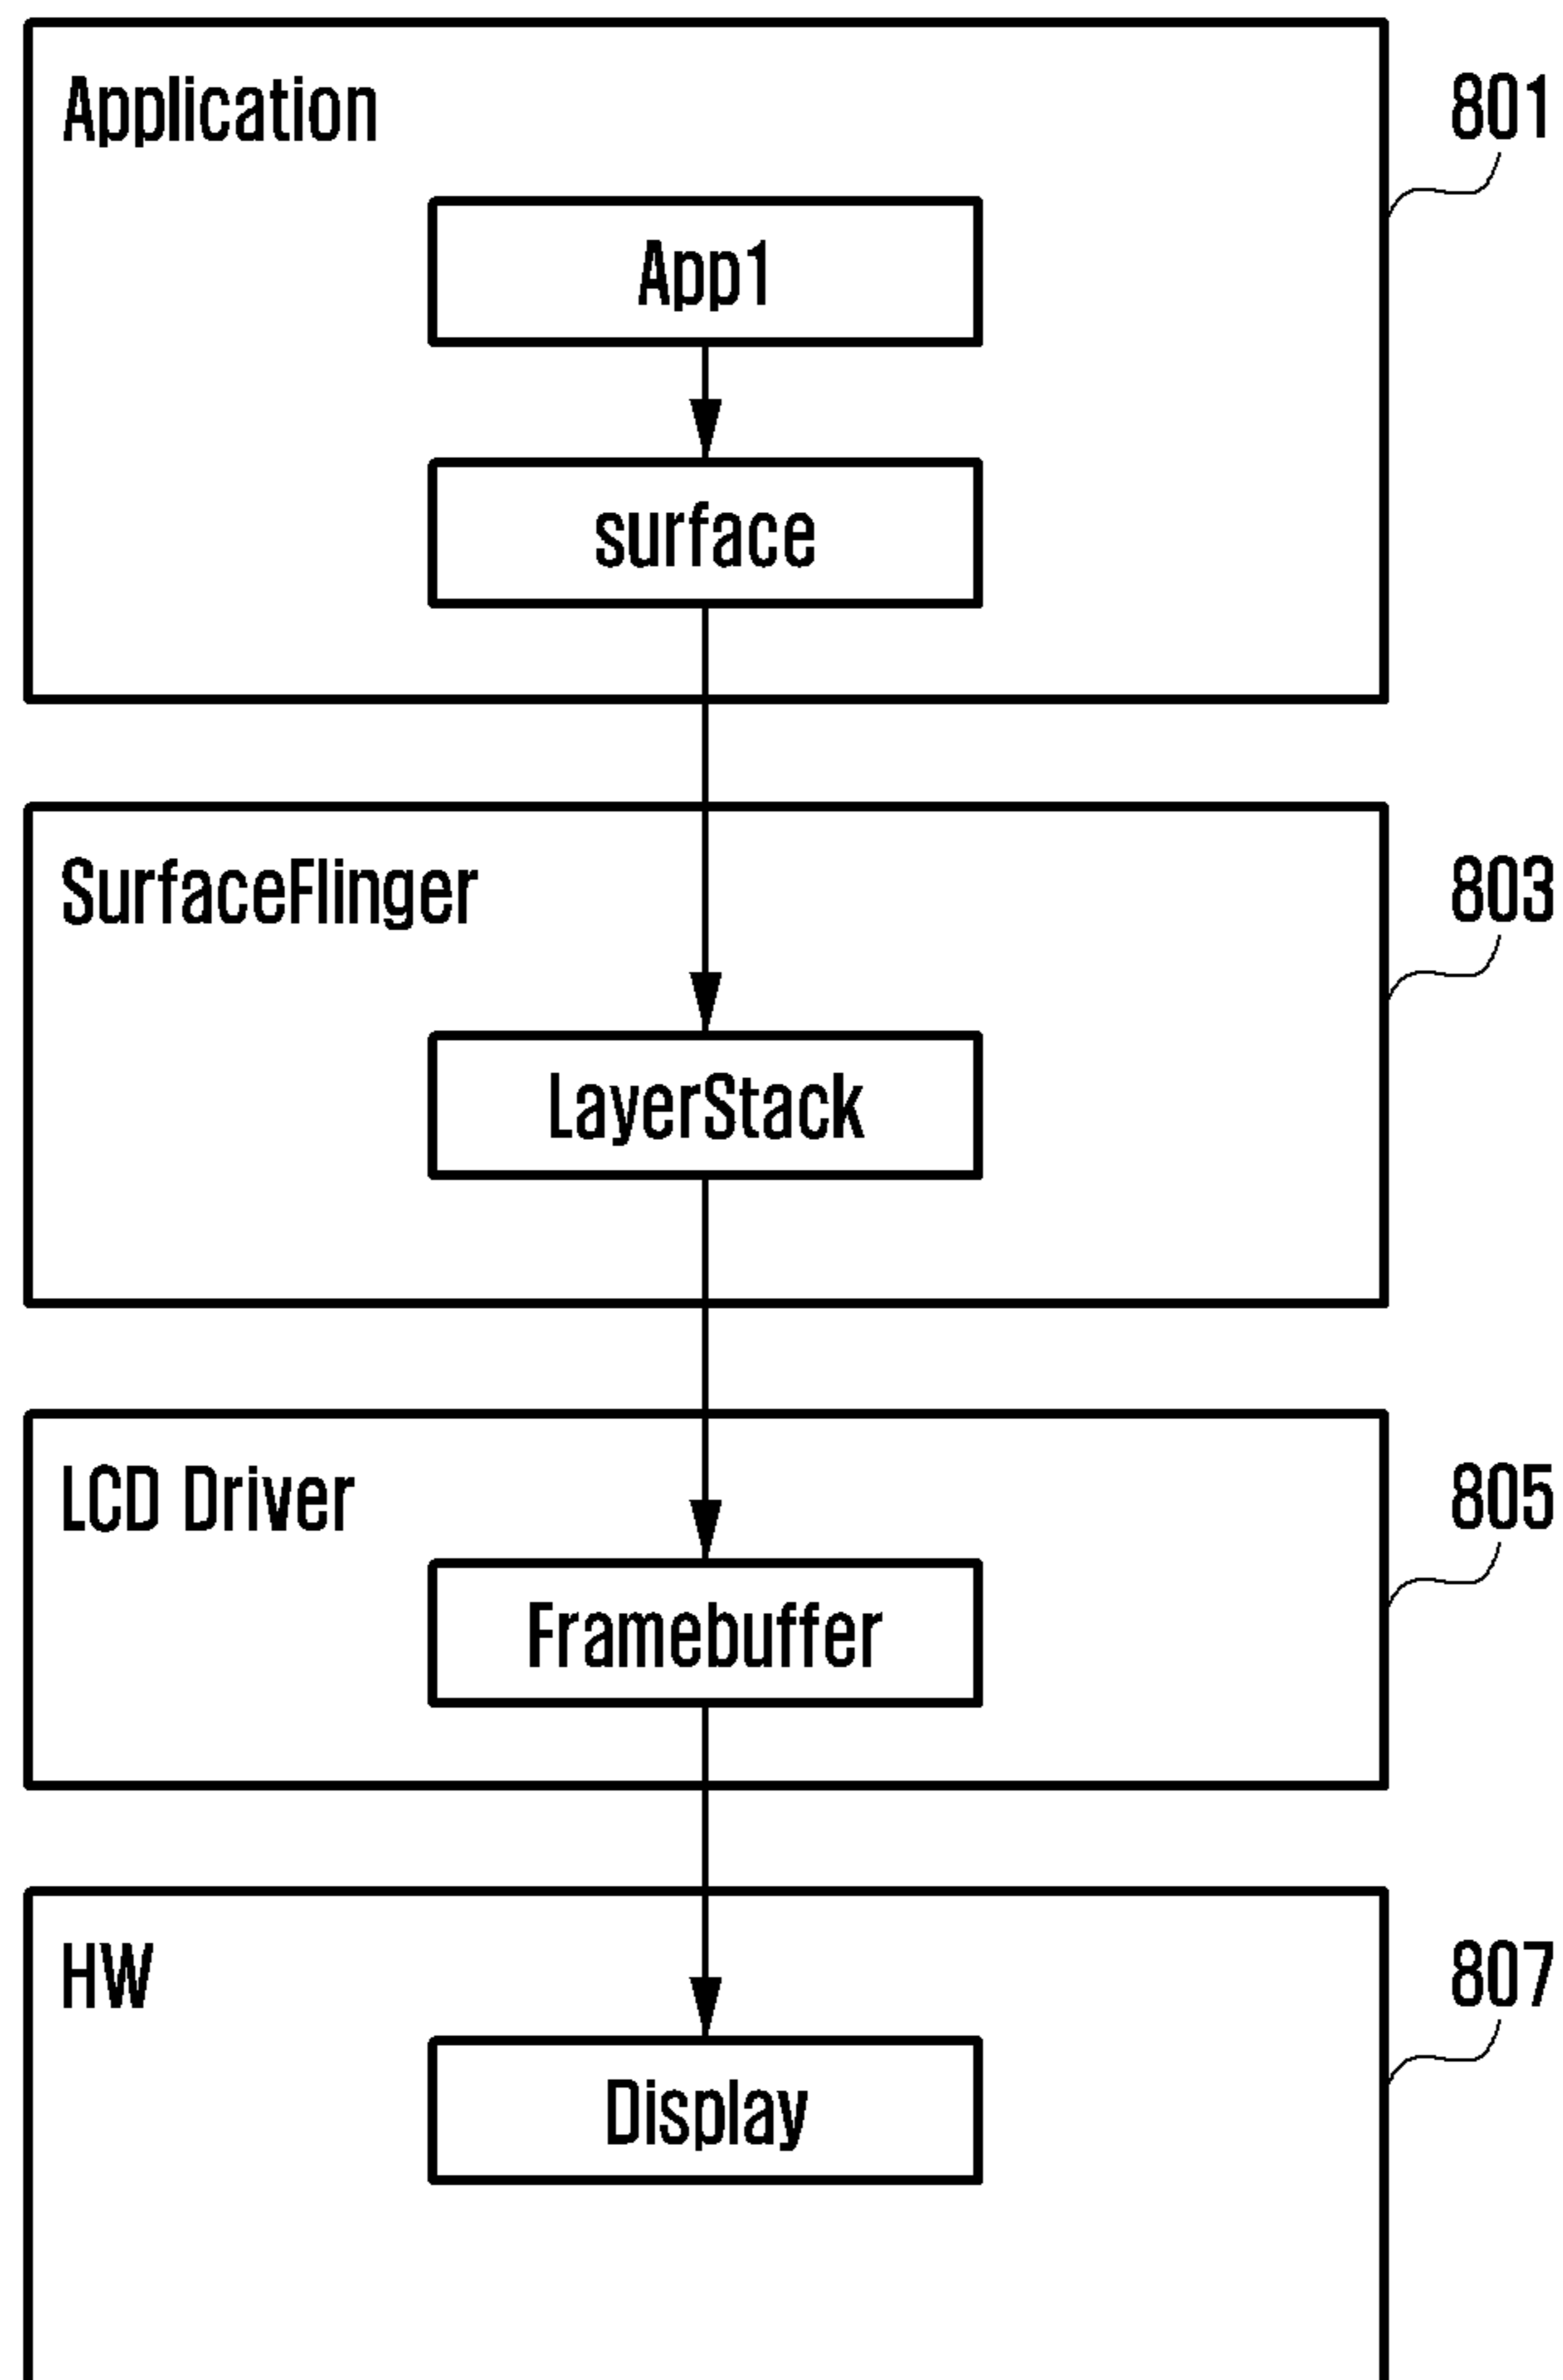 Application
801
App1
surface
SurfaceFlinger
803
LayerStack
LCD Driver
805
Framebuffer
HW
807
Display